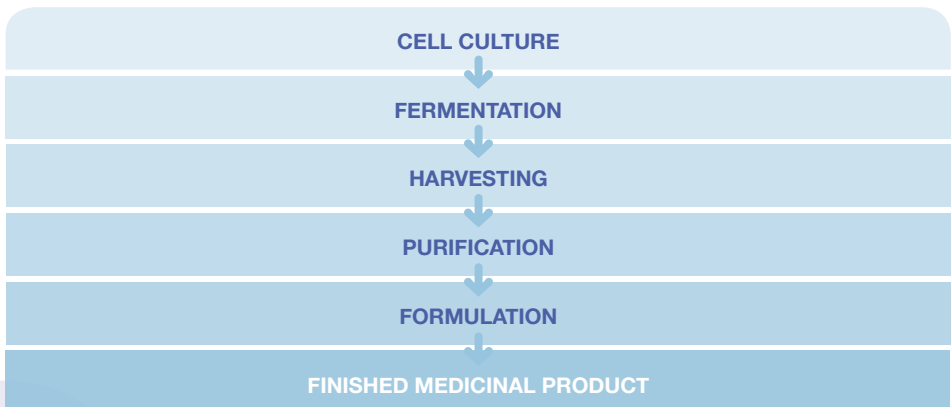 CELL CULTURE
FERMENTATION
HARVESTING
PURIFICATION
FORMULATION
FINISHED MEDICINAL PRODUCT